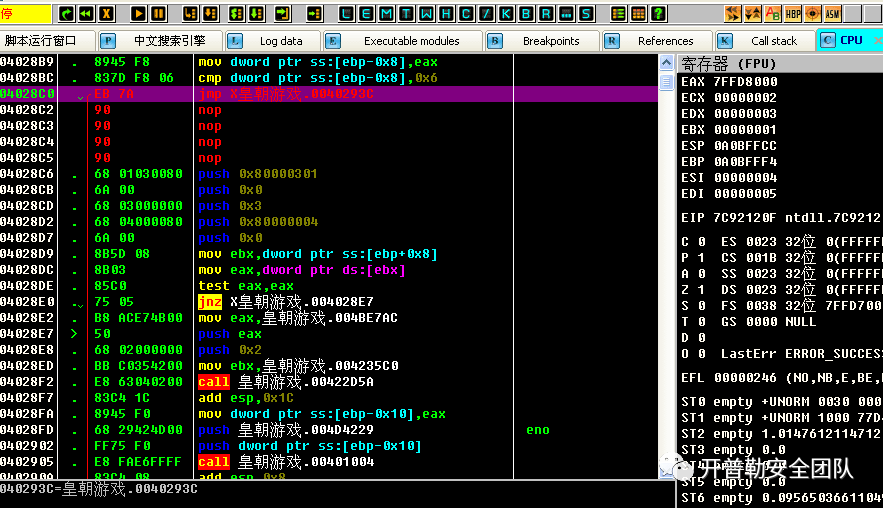 停
L E M T W H C / K B R ... S
HBP ASM
脚本运行窗口 P 中文搜索引擎 L Log data E Executable modules B Breakpoints R References K Call stack C CPU
004028B9 . 8945 F8 mov dword ptr ss:[ebp-0x8],eax
004028BC . 837D F8 06 cmp dword ptr ss:[ebp-0x8],0x6
004028C0 EB 7A jmp X皇朝游戏.0040293C
004028C2 90 nop
004028C3 90 nop
004028C4 90 nop
004028C5 90 nop
004028C6 . 68 01030080 push 0x80000301
004028CB . 6A 00 push 0x0
004028CD . 68 03000000 push 0x3
004028D2 . 68 04000080 push 0x80000004
004028D7 . 6A 00 push 0x0
004028D9 . 8B5D 08 mov ebx,dword ptr ss:[ebp+0x8]
004028DC . 8B03 mov eax,dword ptr ds:[ebx]
004028DE . 85C0 test eax,eax
004028E0 . 75 05 jnz X皇朝游戏.004028E7
004028E2 . B8 ACE74B00 mov eax,皇朝游戏.004BE7AC
004028E7 > 50 push eax
004028E8 . 68 02000000 push 0x2
004028ED . BB C0354200 mov ebx,皇朝游戏.004235C0
004028F2 . E8 63040200 call 皇朝游戏.00422D5A
004028F7 . 83C4 1C add esp,0x1C
004028FA . 8945 F0 mov dword ptr ss:[ebp-0x10],eax
004028FD . 68 29424D00 push 皇朝游戏.004D4229 eno
00402902 . FF75 F0 push dword ptr ss:[ebp-0x10]
00402905 . E8 FAE6FFFF call 皇朝游戏.00401004
0040290A . 83C4 08 add esp,0x8
0040293C=皇朝游戏.0040293C
寄存器 (FPU)
EAX 7FFD8000
ECX 00000002
EDX 00000003
EBX 00000001
ESP 0A0BFFCC
EBP 0A0BFFF4
ESI 00000004
EDI 00000005
EIP 7C92120F ntdll.7C9212
C 0 ES 0023 32位 0(FFFFFF
P 1 CS 001B 32位 0(FFFFFF
A 0 SS 0023 32位 0(FFFFFF
Z 1 DS 0023 32位 0(FFFFFF
S 0 FS 0038 32位 7FFD700
T 0 GS 0000 NULL
D 0
O 0 LastErr ERROR_SUCCESS
EFL 00000246 (NO,NB,E,BE,
ST0 empty +UNORM 0030 000
ST1 empty +UNORM 1000 77D
ST2 empty 1.0147612114712
ST3 empty 0.0
ST6 empty 0.0956503661104
开普勒安全团队